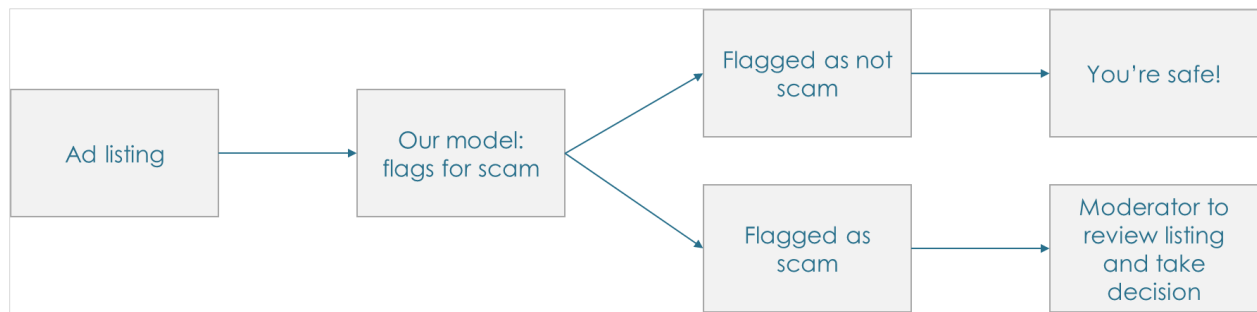 Ad listing
Our model:
flags for scam
Flagged as not
scam
You're safe!
Flagged as
scam
Moderator to
review listing
and take
decision